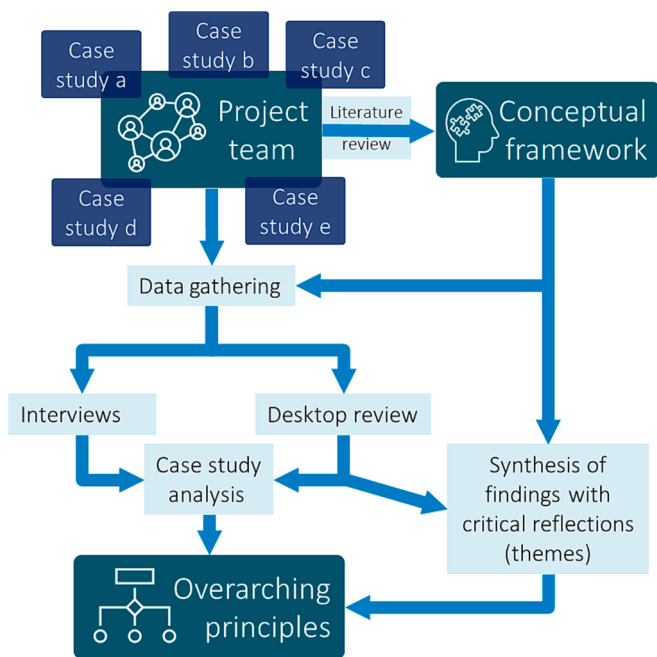 Case
study a
Case
study b
Case
study c
Project
team
Literature
review
Conceptual
framework
Case
study d
Case
study e
Data gathering
Interviews
Desktop review
Case study
analysis
Synthesis of
findings with
critical reflections
(themes)
Overarching
principles